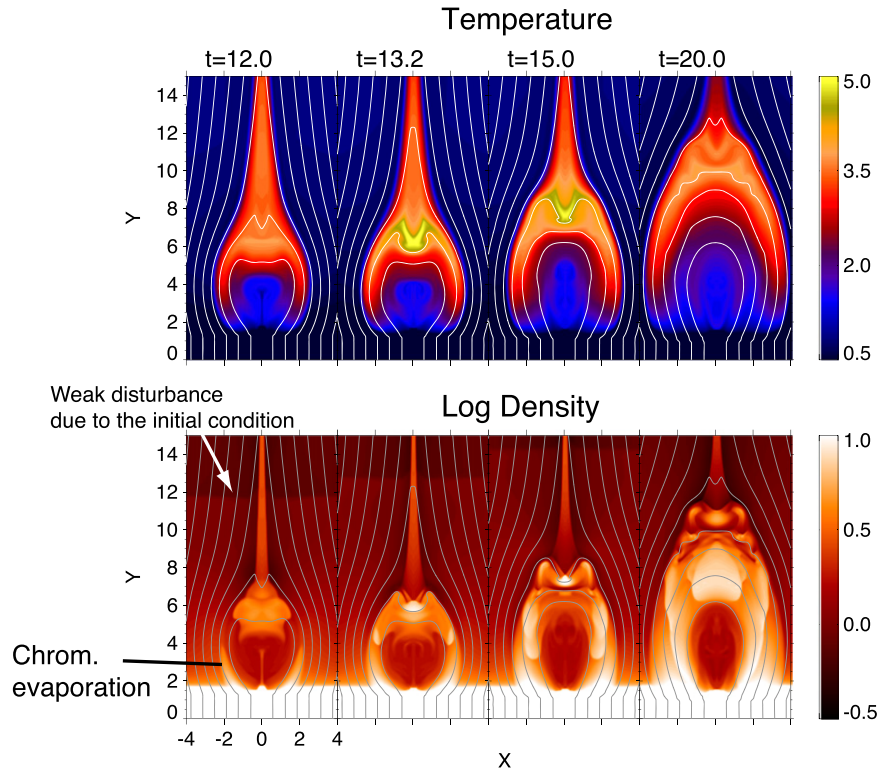 Temperature
t=12.0 t=13.2 t=15.0 t=20.0
14
12
10
8
6
4
2
0
Y
5.0
3.5
2.0
0.5
Weak disturbance
due to the initial condition
Log Density
14
12
10
8
6
4
2
0
Y
1.0
0.5
0.0
-0.5
Chrom.
evaporation
-4 -2 0 2 4
X